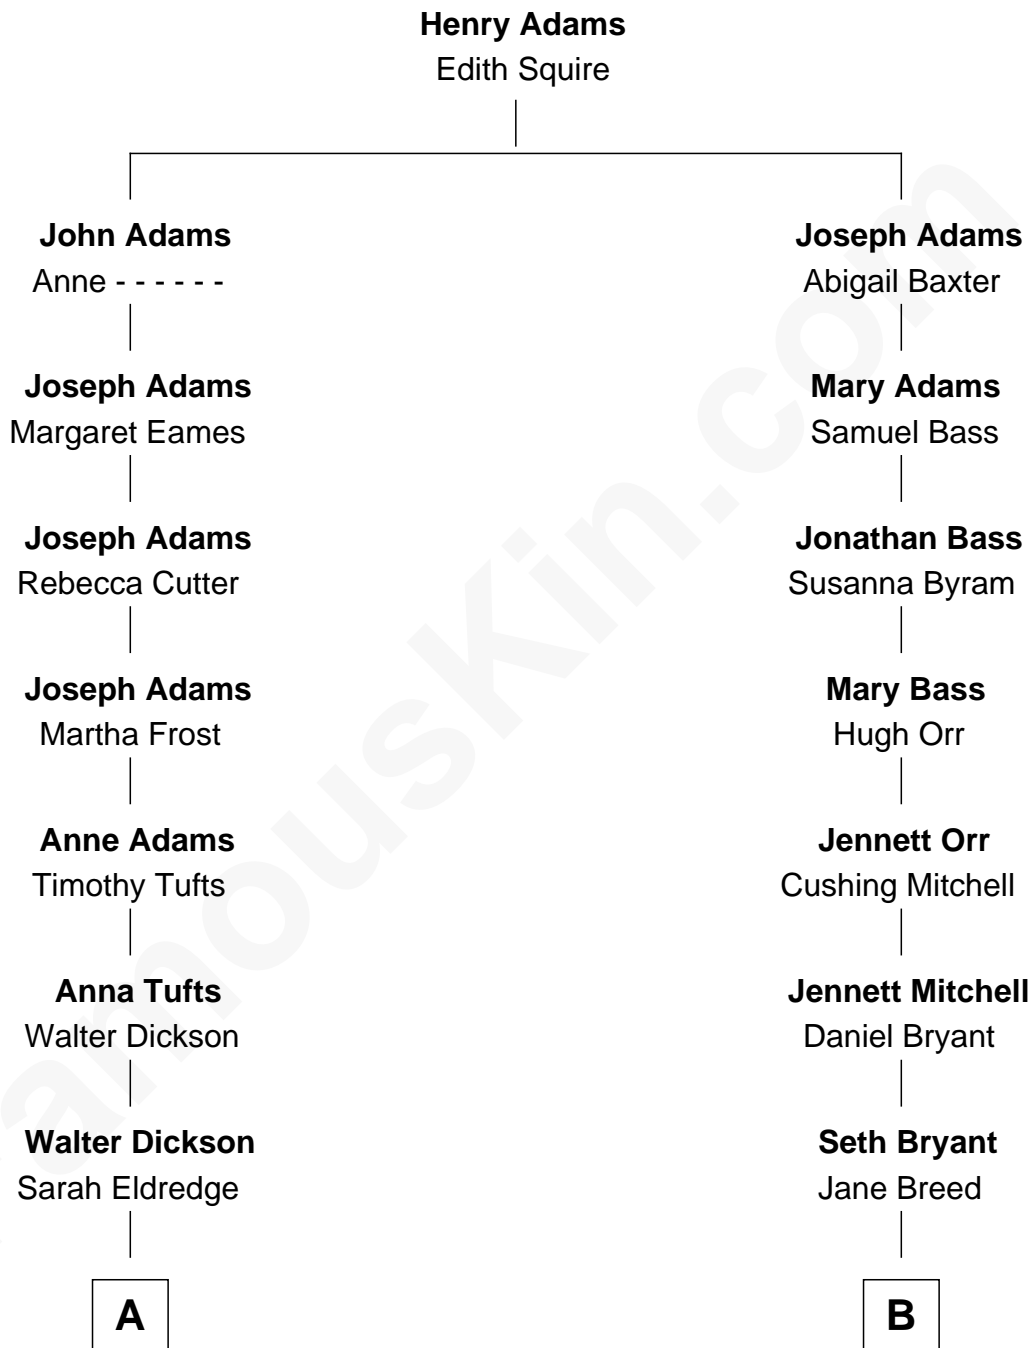 Henry Adams
Edith Squire
John Adams
Anne - - - - - -
Joseph Adams
Abigail Baxter
Joseph Adams
Margaret Eames
Mary Adams
Samuel Bass
Joseph Adams
Rebecca Cutter
Jonathan Bass
Susanna Byram
Joseph Adams
Martha Frost
Mary Bass
Hugh Orr
Anne Adams
Timothy Tufts
Jennett Orr
Cushing Mitchell
Anna Tufts
Walter Dickson
Jennett Mitchell
Daniel Bryant
Walter Dickson
Sarah Eldredge
Seth Bryant
Jane Breed
A
B
famouskin.com